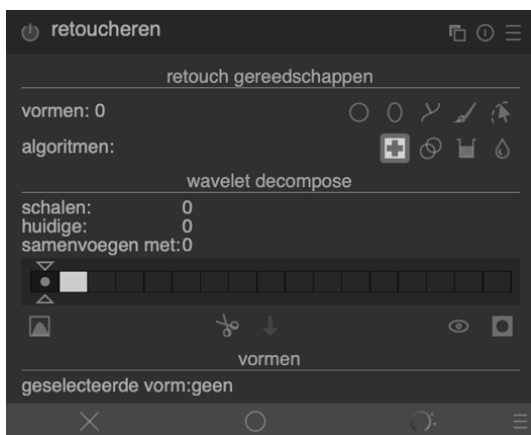 retoucheren
retouch gereedschappen
vormen: 0
algoritmen:
wavelet decompose
schalen: 0
huidige: 0
samenvoegen met:0
vormen
geselecteerde vorm:geen